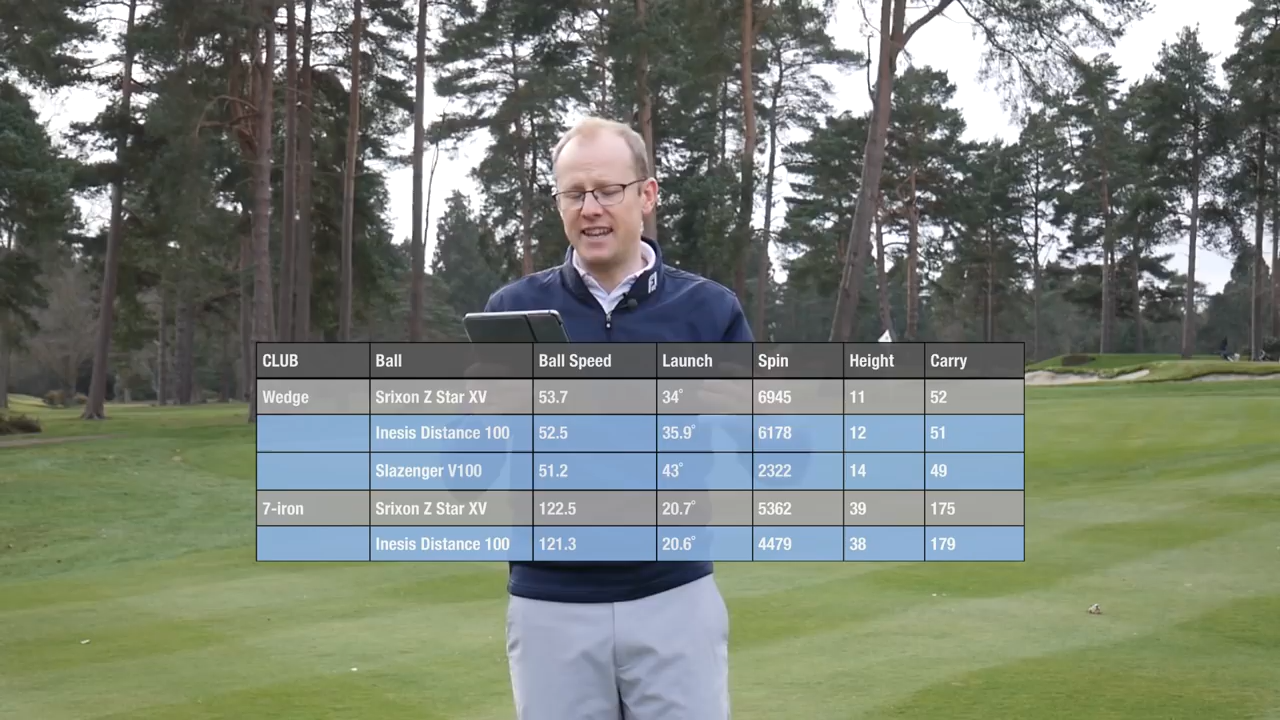 CLUB Ball Ball Speed Launch Spin Height Carry
Wedge Srixon Z Star XV 53.7 34° 6945 11 52
Inesis Distance 100 52.5 35.9° 6178 12 51
Slazenger V100 51.2 43° 2322 14 49
7-iron Srixon Z Star XV 122.5 20.7° 5362 39 175
Inesis Distance 100 121.3 20.6° 4479 38 179